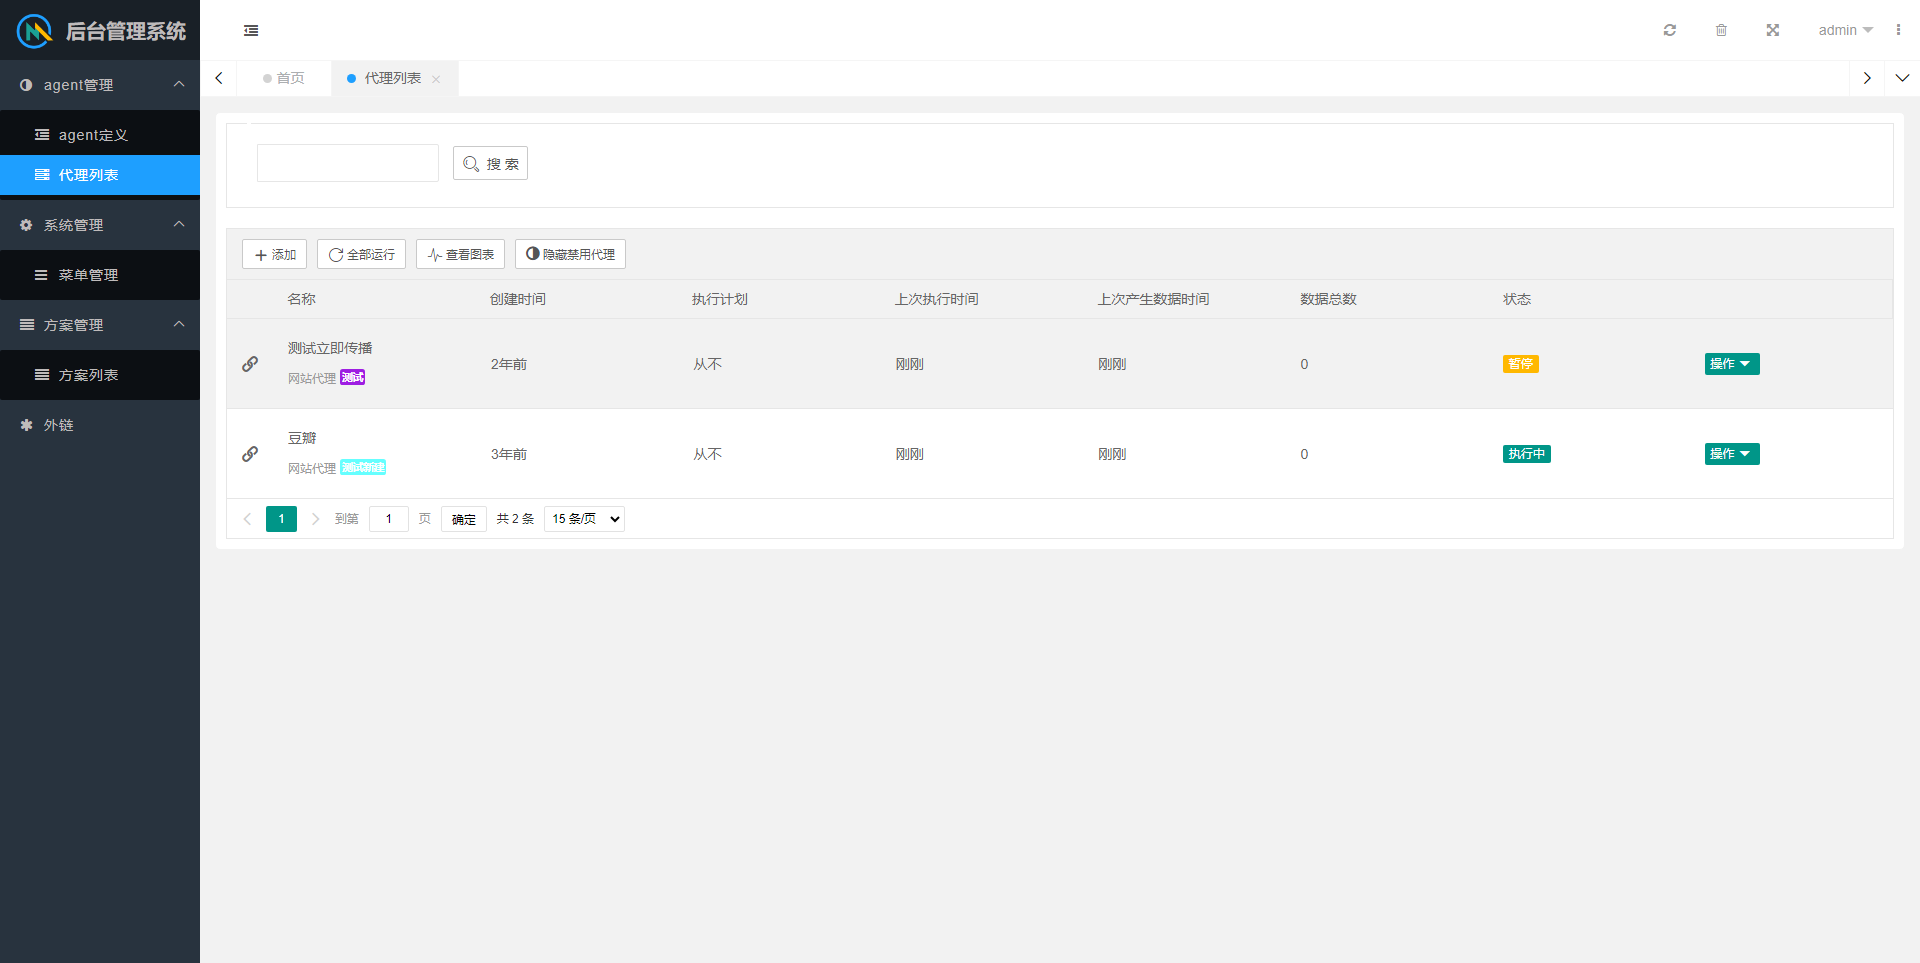 后台管理系统
admin
agent管理
agent定义
代理列表
系统管理
菜单管理
方案管理
方案列表
外链
首页
代理列表
搜 索
添加
全部运行
查看图表
隐藏禁用代理
名称 创建时间 执行计划 上次执行时间 上次产生数据时间 数据总数 状态
测试立即传播
网站代理 测试
2年前 从不 刚刚 刚刚 0 暂停 操作
豆瓣
网站代理 测试新建
3年前 从不 刚刚 刚刚 0 执行中 操作
1 到第 1 页 确定 共 2 条 15 条/页